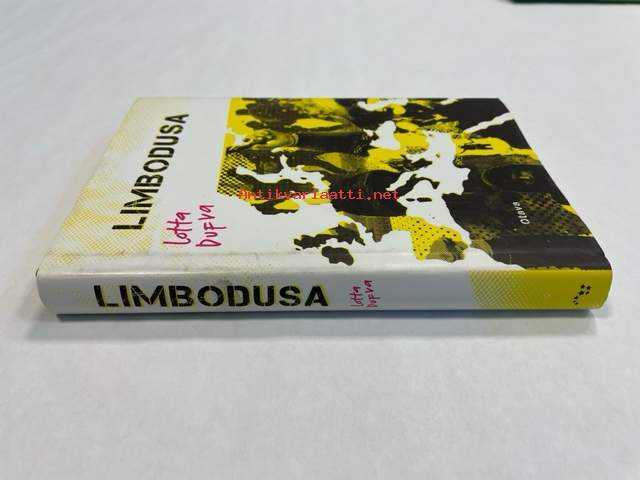 LIMBODUSA
Lotta
Dufva
antikvariaatti.net
Otava
LIMBODUSA
Lotta
Dufva